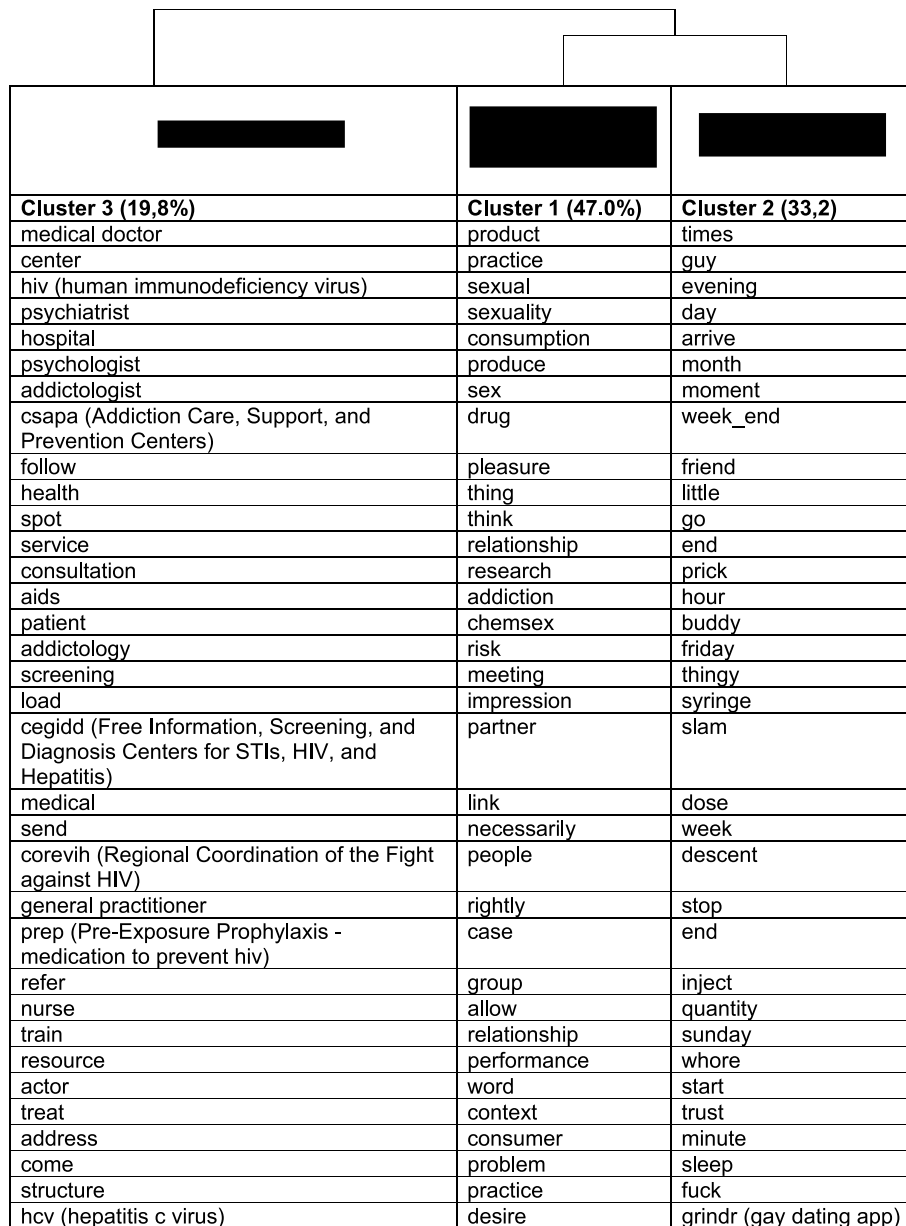 Cluster 3 (19,8%) Cluster 1 (47.0%) Cluster 2 (33,2)
medical doctor product times
center practice guy
hiv (human immunodeficiency virus) sexual evening
psychiatrist sexuality day
hospital consumption arrive
psychologist produce month
addictologist sex moment
csapa (Addiction Care, Support, and drug week_end
Prevention Centers)
follow pleasure friend
health thing little
spot think go
service relationship end
consultation research prick
aids addiction hour
patient chemsex buddy
addictology risk friday
screening meeting thingy
load impression syringe
cegidd (Free Information, Screening, and partner slam
Diagnosis Centers for STIs, HIV, and
Hepatitis)
medical link dose
send necessarily week
corevih (Regional Coordination of the Fight people descent
against HIV)
general practitioner rightly stop
prep (Pre-Exposure Prophylaxis - case end
medication to prevent hiv)
refer group inject
nurse allow quantity
train relationship sunday
resource performance whore
actor word start
treat context trust
address consumer minute
come problem sleep
structure practice fuck
hcv (hepatitis c virus) desire grindr (gay dating app)